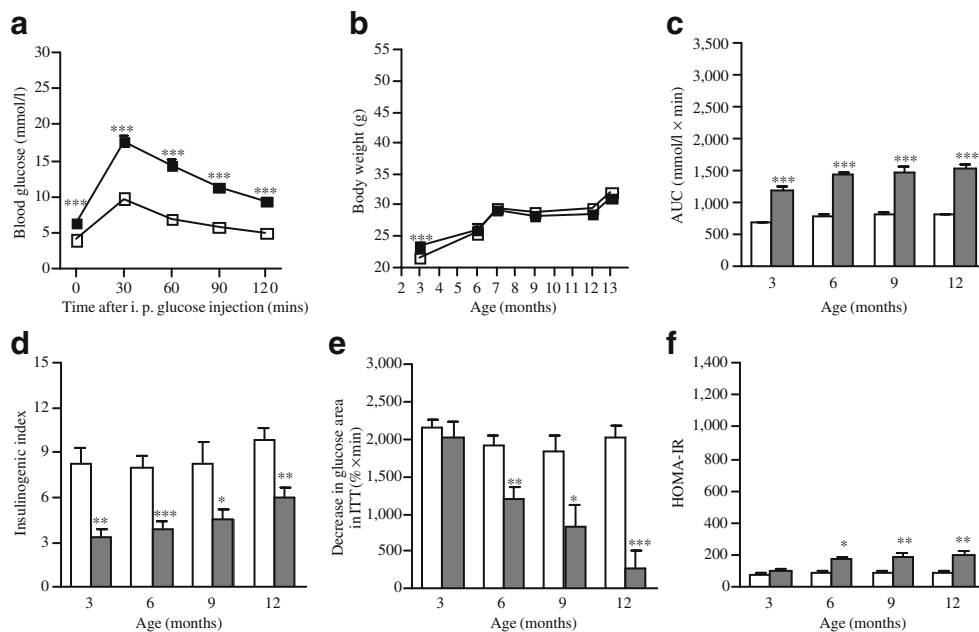 a
Blood glucose (mmol/l)
35
30
25
20
15
10
5
0
***
***
***
***
***
0 30 60 90 120
Time after i. p. glucose injection (mins)
b
Body weight (g)
55
50
45
40
35
30
25
20
***
2 3 4 5 6 7 8 9 10 11 12 13
Age (months)
c
AUC (mmol/l × min)
3,500
3,000
2,500
2,000
1,500
1,000
500
0
***
***
***
***
3 6 9 12
Age (months)
d
Insulinogenic index
15
12
9
6
3
0
**
***
*
**
3 6 9 12
Age (months)
e
Decrease in glucose area
in ITT (% ×min)
3,000
2,500
2,000
1,500
1,000
500
0
**
*
***
3 6 9 12
Age (months)
f
HOMA-IR
1,400
1,200
1,000
800
600
400
200
0
*
**
**
3 6 9 12
Age (months)